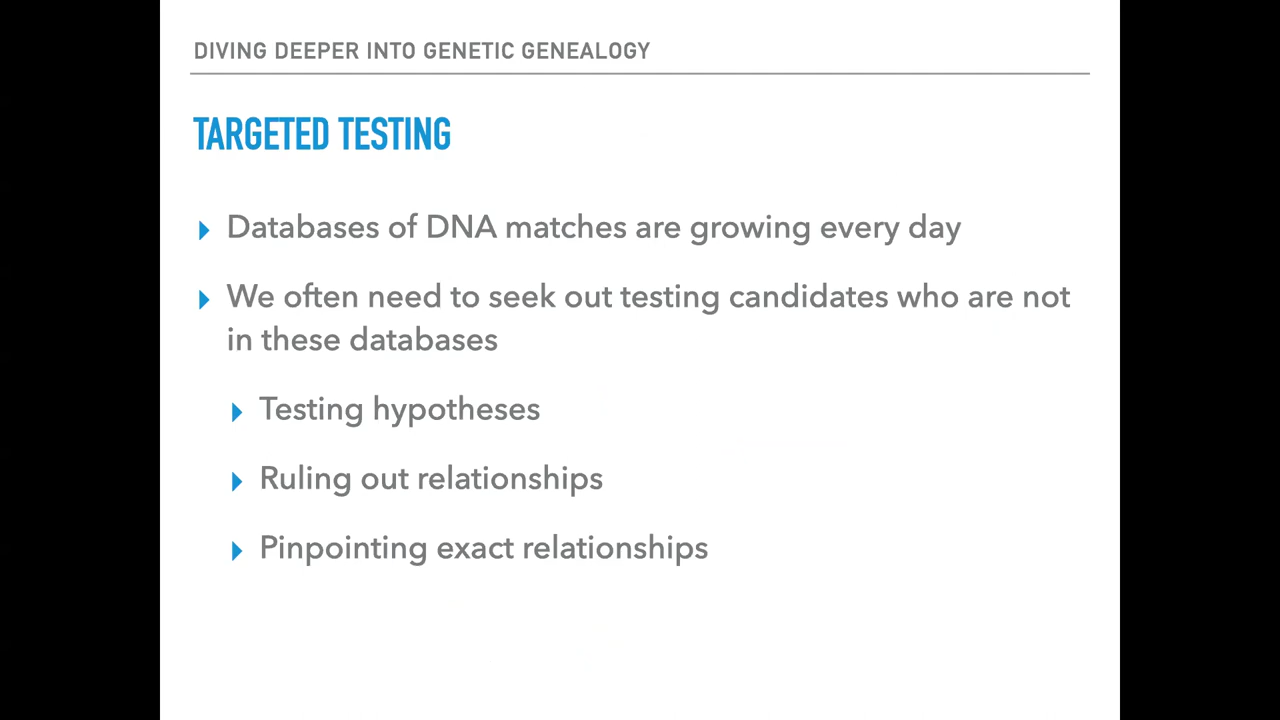 DIVING DEEPER INTO GENETIC GENEALOGY
TARGETED TESTING
Databases of DNA matches are growing every day
We often need to seek out testing candidates who are not
in these databases
Testing hypotheses
Ruling out relationships
Pinpointing exact relationships